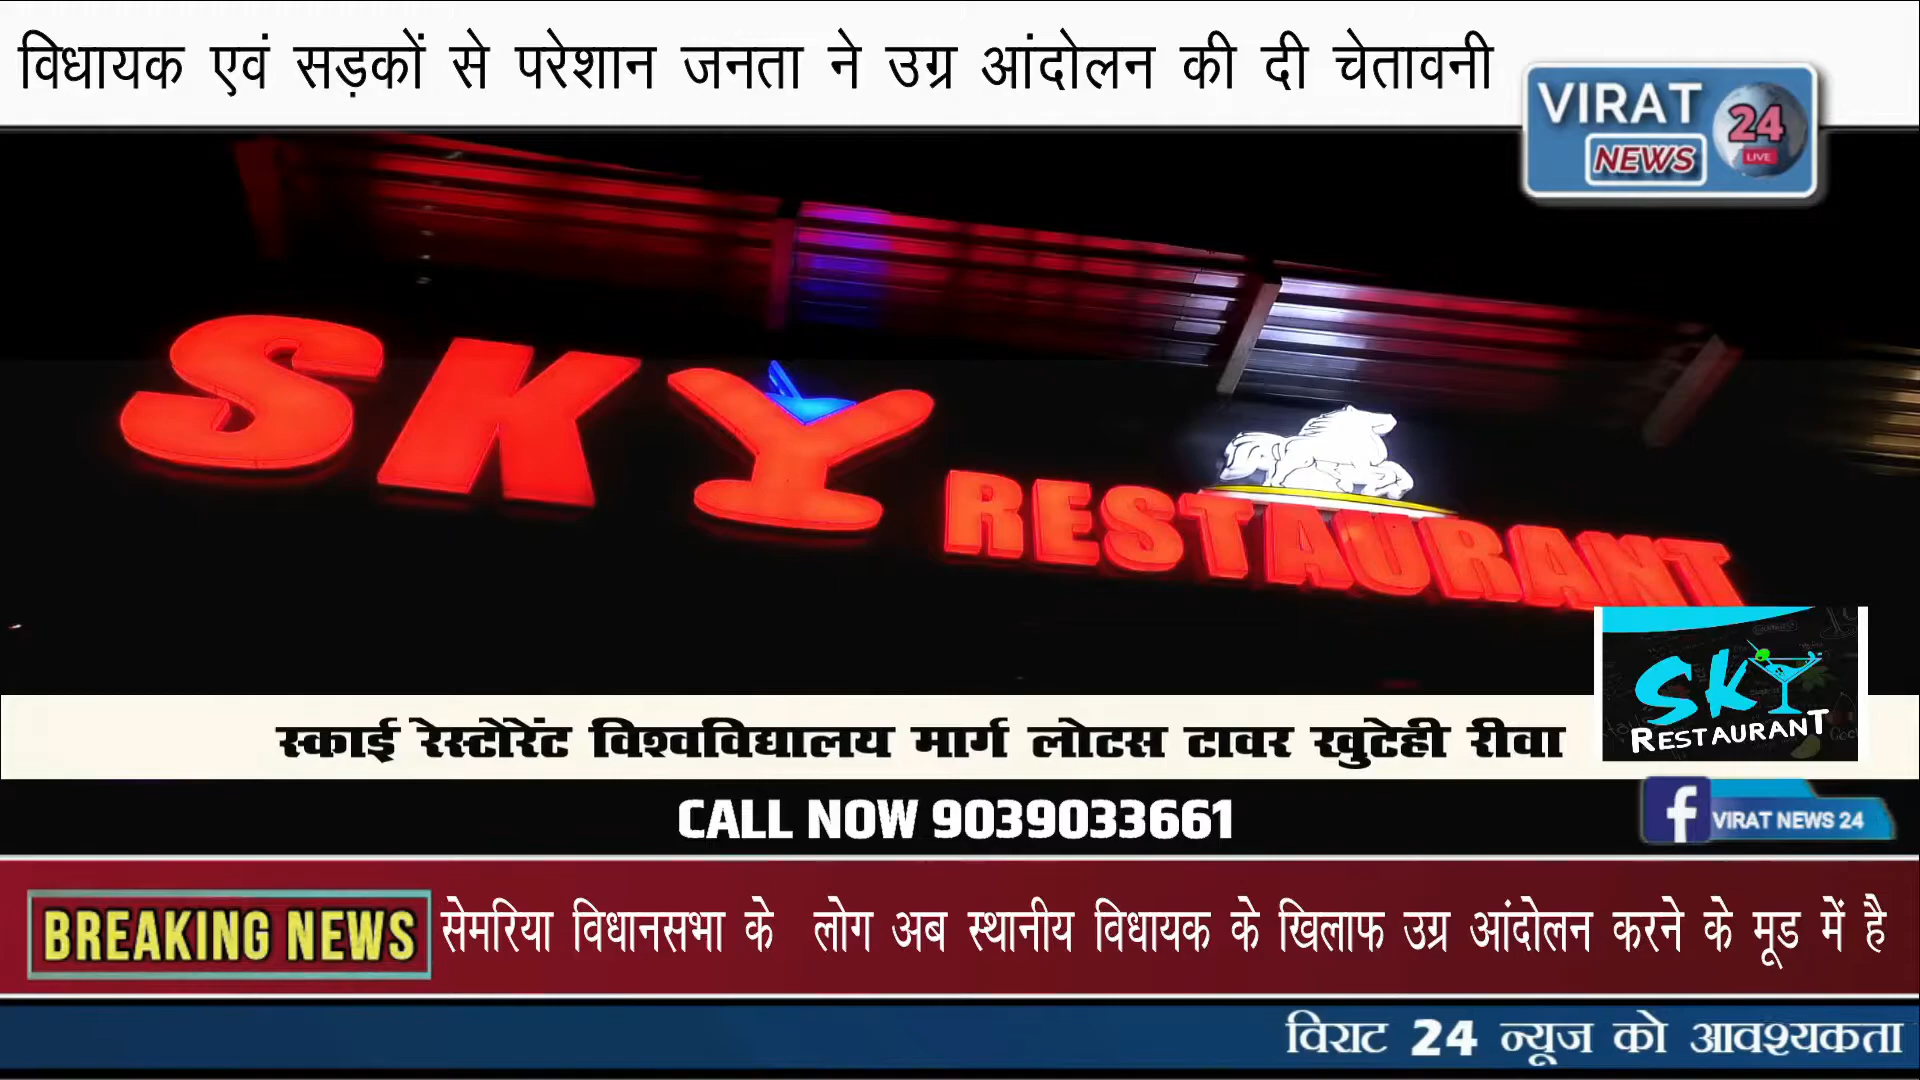 विधायक एवं सड़कों से परेशान जनता ने उग्र आंदोलन की दी चेतावनी
VIRAT
NEWS
24
LIVE
SKY RESTAURANT
SKY
RESTAURANT
स्काई रेस्टोरेंट विश्वविद्यालय मार्ग लोटस टावर खुटेही रीवा
CALL NOW 9039033661
f VIRAT NEWS 24
BREAKING NEWS सेमरिया विधानसभा के लोग अब स्थानीय विधायक के खिलाफ उग्र आंदोलन करने के मूड में है
विराट 24 न्यूज को आवश्यकता